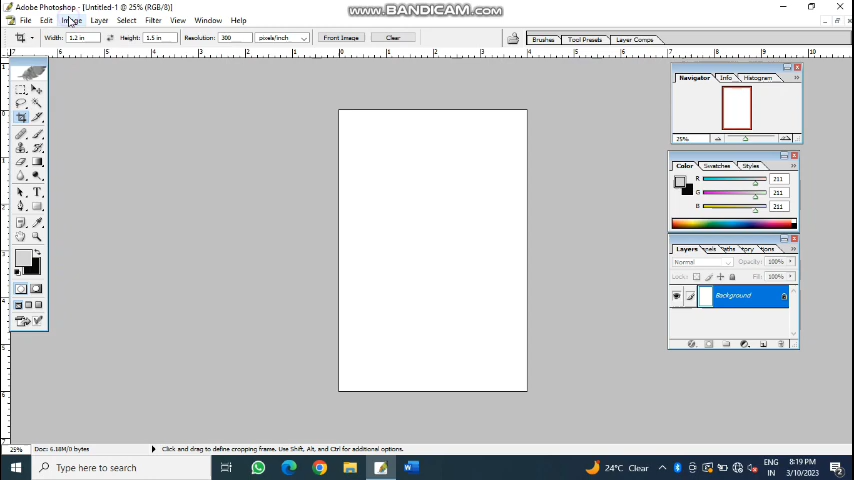 Adobe Photoshop - [Untitled-1 @ 25% (RGB/8)]
www.BANDICAM.com
File Edit Image Layer Select Filter View Window Help
Width: 1.2 in Height: 1.5 in Resolution: 300 pixels/inch Front Image Clear Brushes Tool Presets Layer Comps
Navigator Info Histogram
25%
Color Swatches Styles
R 211
G 211
B 211
Layers
Normal Opacity: 100%
Lock: Fill: 100%
Background
25% Doc: 6.18M/0 bytes Click and drag to define cropping frame. Use Shift, Alt, and Ctrl for additional options.
Type here to search
24°C Clear
ENG
IN
8:19 PM
3/10/2023
2